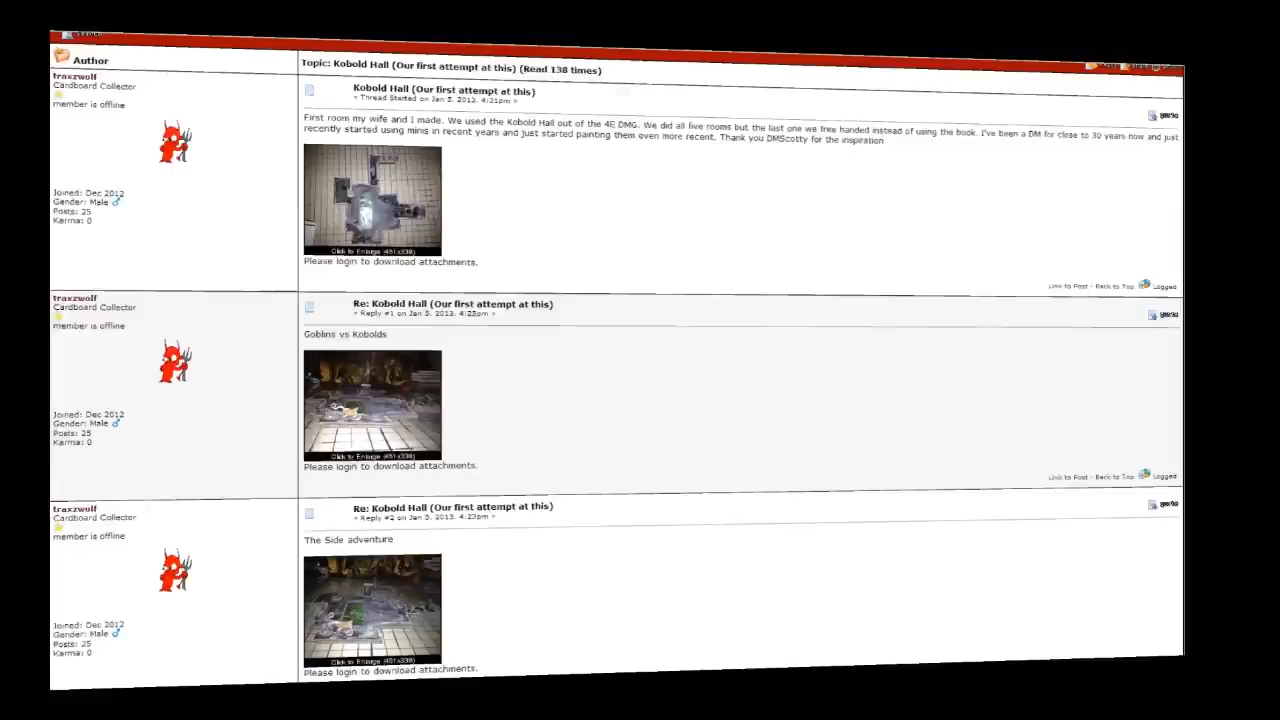 Author
Topic: Kobold Hall (Our first attempt at this) (Read 138 times)
traxzwolf
Cardboard Collector
member is offline
Joined: Dec 2012
Gender: Male
Posts: 25
Karma: 0
Kobold Hall (Our first attempt at this)
« Thread Started on Jan 5, 2013, 4:21pm »
First room my wife and I made. We used the Kobold Hall out of the 4E DMG. We did all five rooms but the last one we free handed instead of using the book. I've been a DM for close to 30 years now and just
recently started using minis in recent years and just started painting them even more recent. Thank you DMScotty for the inspiration
Click to Enlarge (451x338)
Please login to download attachments.
Link to Post - Back to Top Logged
traxzwolf
Cardboard Collector
member is offline
Joined: Dec 2012
Gender: Male
Posts: 25
Karma: 0
Re: Kobold Hall (Our first attempt at this)
« Reply #1 on Jan 5, 2013, 4:23pm »
Goblins vs Kobolds
Click to Enlarge (451x338)
Please login to download attachments.
Link to Post - Back to Top Logged
traxzwolf
Cardboard Collector
member is offline
Joined: Dec 2012
Gender: Male
Posts: 25
Karma: 0
Re: Kobold Hall (Our first attempt at this)
« Reply #2 on Jan 5, 2013, 4:23pm »
The Side adventure
Click to Enlarge (451x338)
Please login to download attachments.